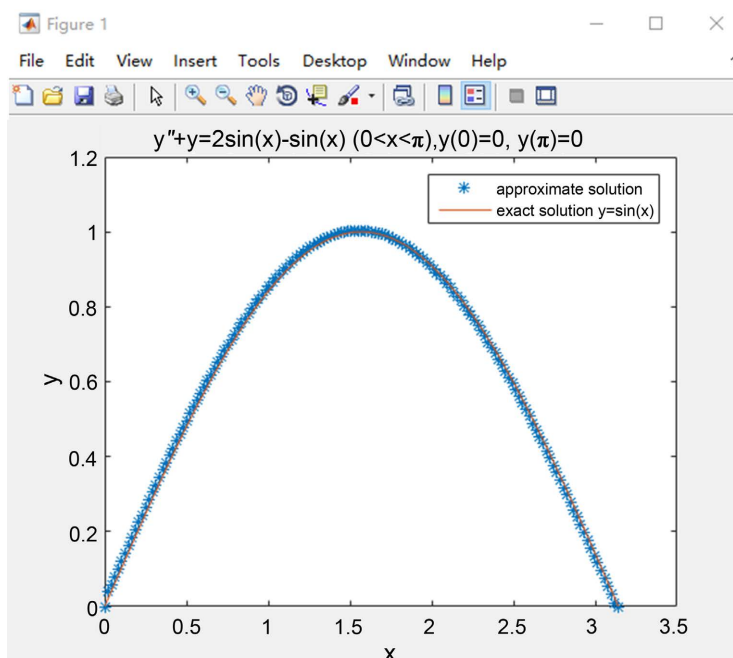 Figure 1
File Edit View Insert Tools Desktop Window Help
y"+y=2sin(x)-sin(x) (0<x<π),y(0)=0, y(π)=0
approximate solution
exact solution y=sin(x)
1.2
1
0.8
0.6
0.4
0.2
0
y
0 0.5 1 1.5 2 2.5 3 3.5
x